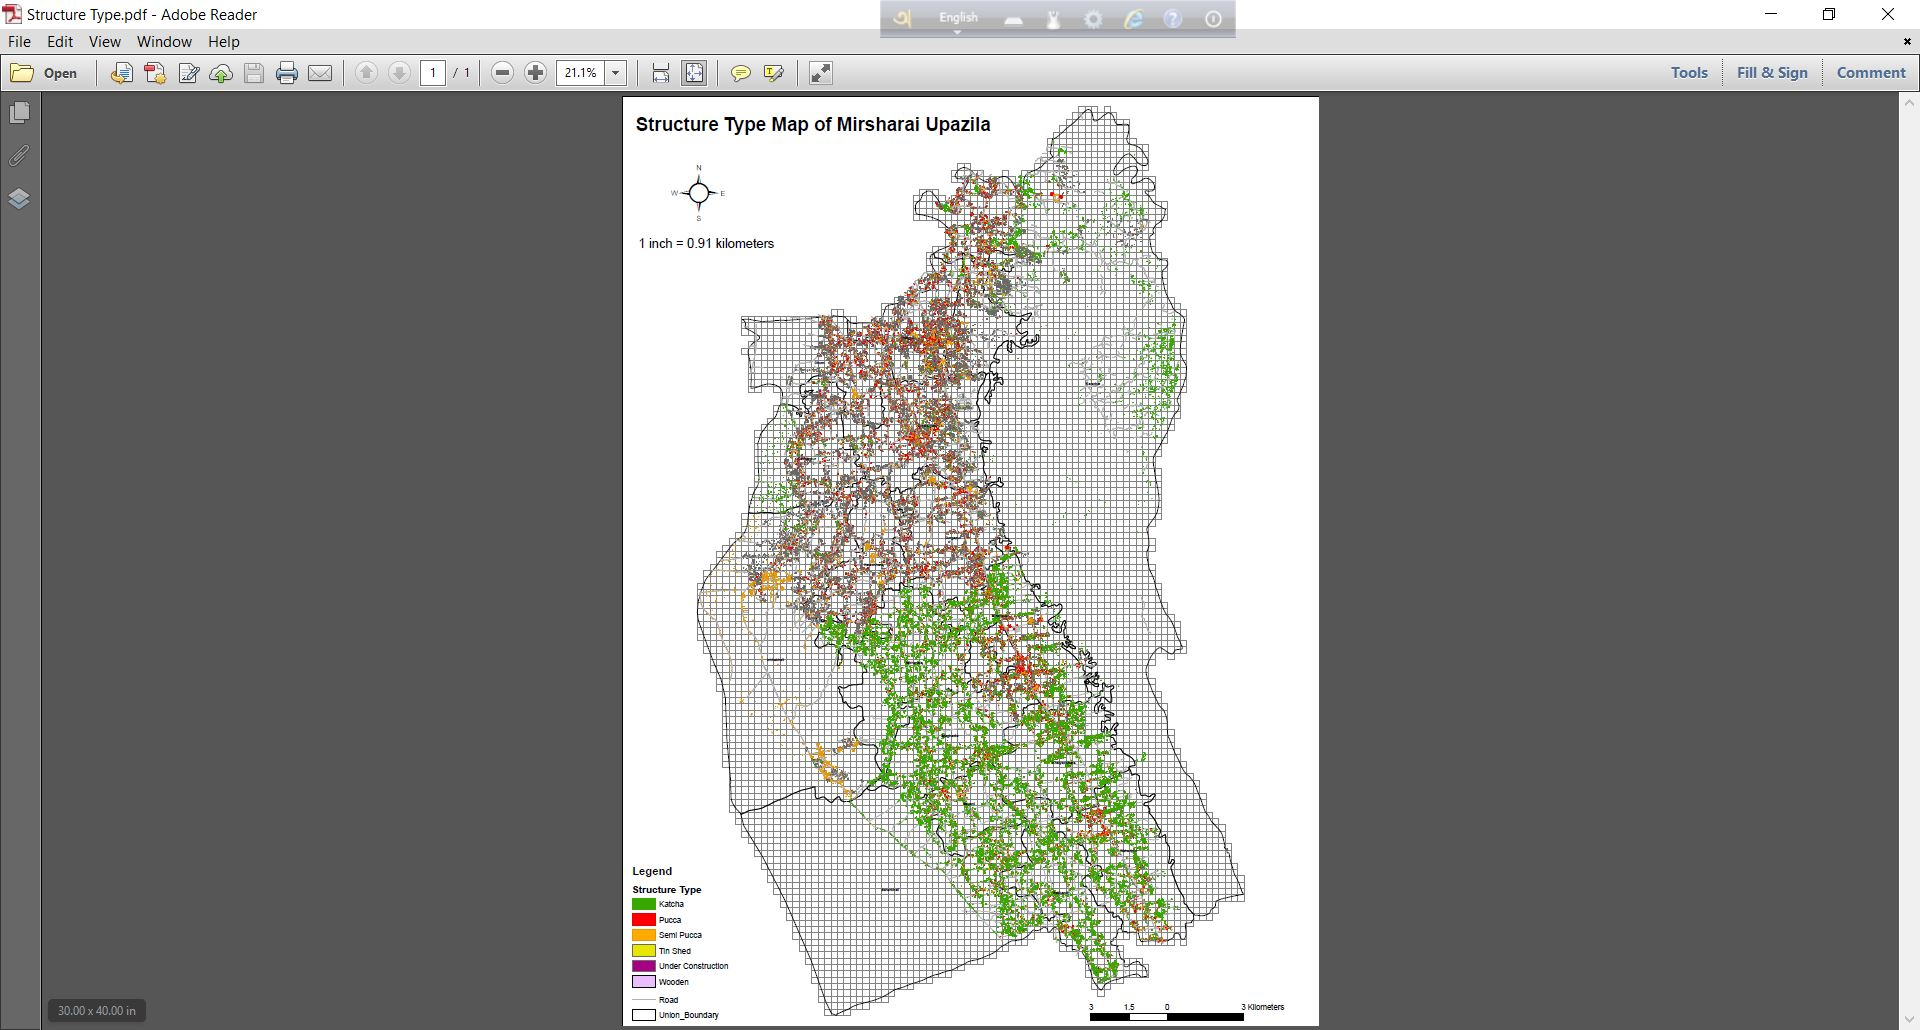 Structure Type.pdf - Adobe Reader
English
File Edit View Window Help
Open
1 / 1
21.1%
Tools Fill & Sign Comment
Structure Type Map of Mirsharai Upazila
N
W E
S
1 inch = 0.91 kilometers
Legend
Structure Type
Katcha
Pucca
Semi Pucca
Tin Shed
Under Construction
Wooden
Road
Union_Boundary
3 1.5 0 3 Kilometers
30.00 x 40.00 in